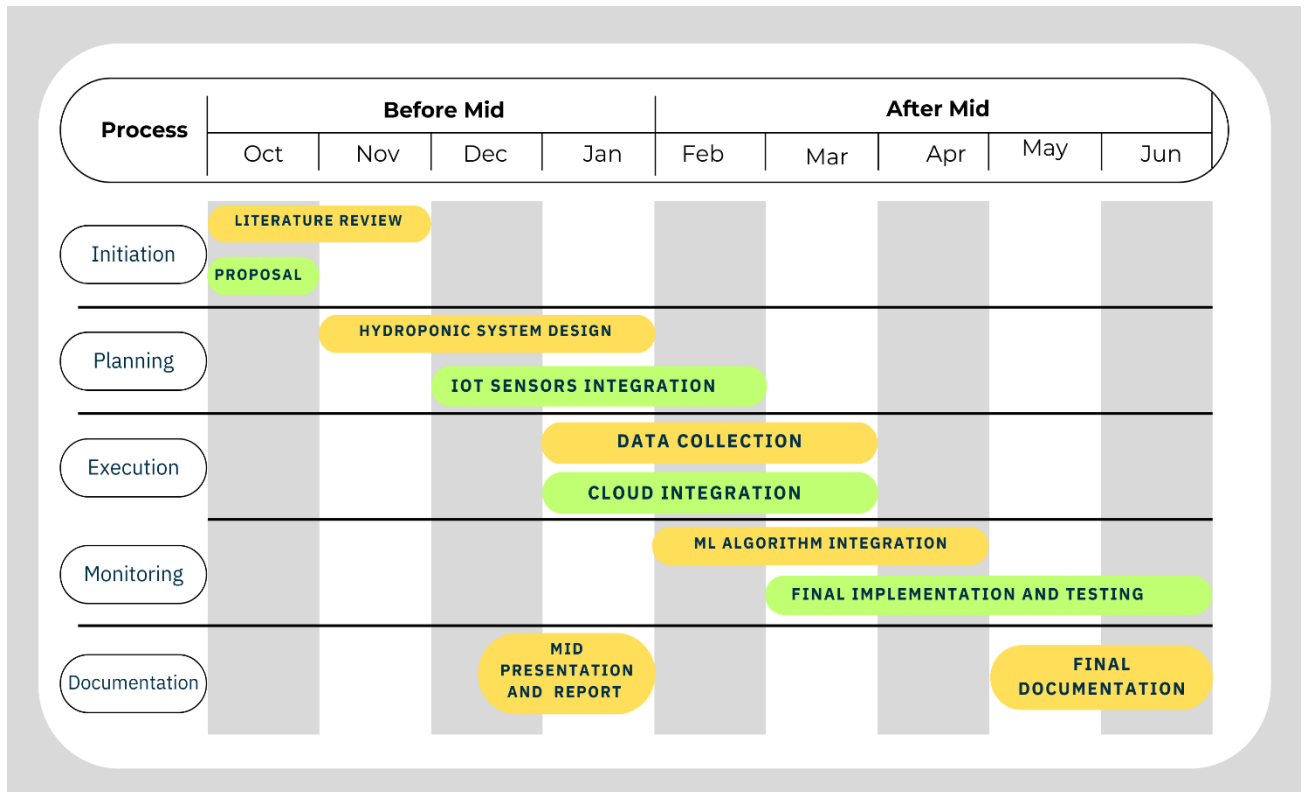 Process
Before Mid
After Mid
Oct
Nov
Dec
Jan
Feb
Mar
Apr
May
Jun
Initiation
LITERATURE REVIEW
PROPOSAL
Planning
HYDROPONIC SYSTEM DESIGN
IOT SENSORS INTEGRATION
Execution
DATA COLLECTION
CLOUD INTEGRATION
Monitoring
ML ALGORITHM INTEGRATION
FINAL IMPLEMENTATION AND TESTING
Documentation
MID
PRESENTATION
AND REPORT
FINAL
DOCUMENTATION